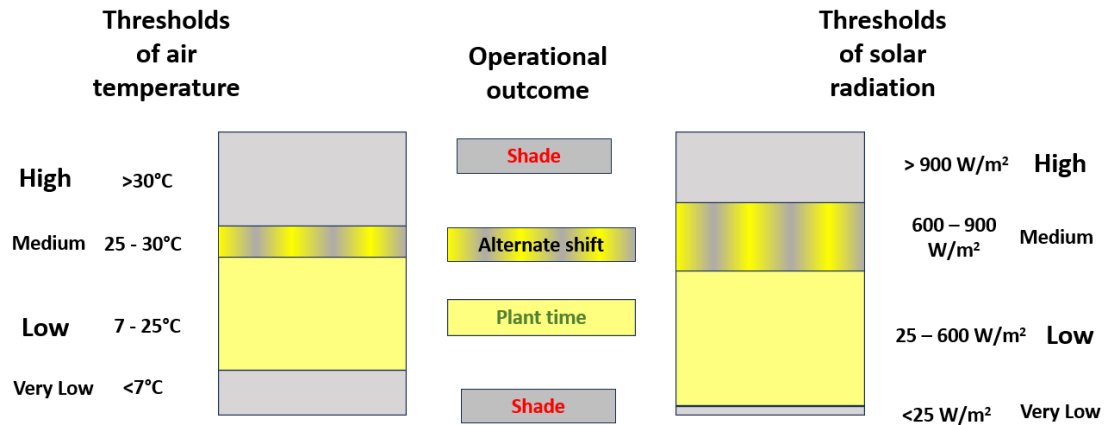 Thresholds
of air
temperature
Operational
outcome
Thresholds
of solar
radiation
High
>30°C
Shade
> 900 W/m²
High
Medium
25 - 30°C
Alternate shift
600 – 900
W/m²
Medium
Low
7 - 25°C
Plant time
25 – 600 W/m²
Low
Very Low
<7°C
Shade
<25 W/m²
Very Low